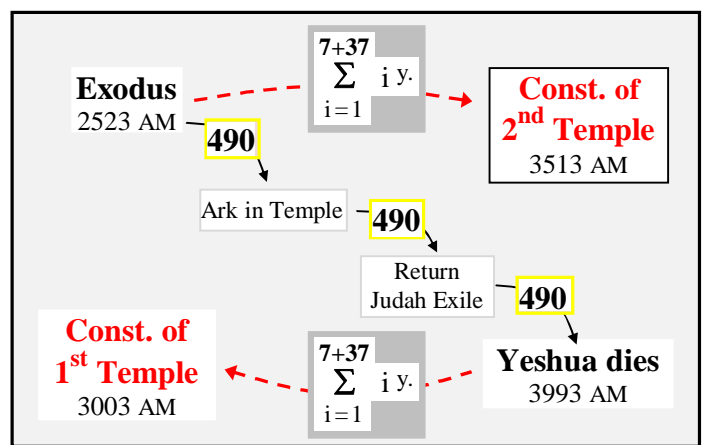 7+37
Σ i y.
i = 1
Exodus
2523 AM
Const. of
2nd Temple
3513 AM
490
Ark in Temple
490
Return
Judah Exile
490
Const. of
1st Temple
3003 AM
7+37
Σ i y.
i = 1
Yeshua dies
3993 AM